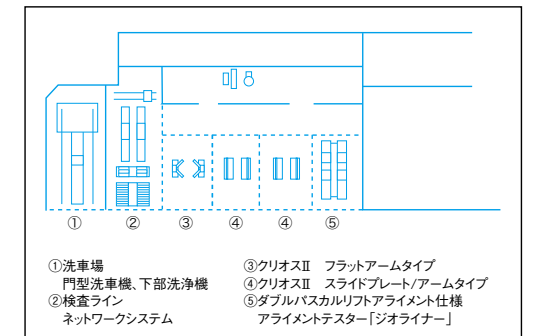 ① ② ③ ④ ④ ⑤
①洗車場
門型洗車機、下部洗浄機
②検査ライン
ネットワークシステム
③クリオスⅡ　フラットアームタイプ
④クリオスⅡ　スライドプレート/アームタイプ
⑤ダブルパスカルリフトアライメント仕様
アライメントテスター「ジオライナー」